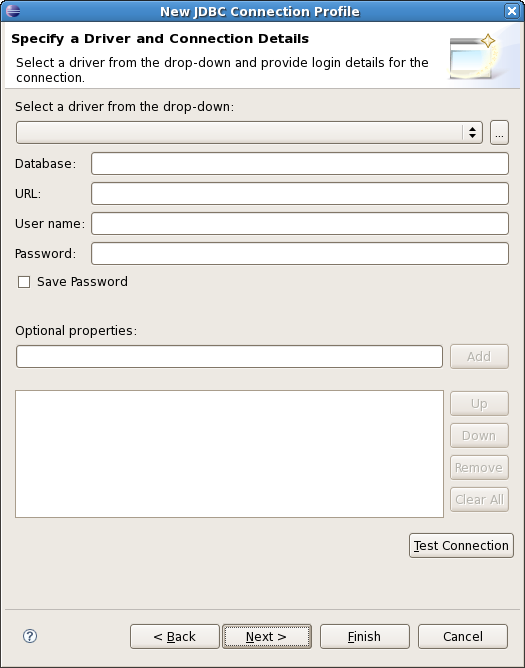 New JDBC Connection Profile
Specify a Driver and Connection Details
Select a driver from the drop-down and provide login details for the
connection.
Select a driver from the drop-down:
...
Database:
URL:
User name:
Password:
Save Password
Optional properties:
Add
Up
Down
Remove
Clear All
Test Connection
?
< Back
Next >
Finish
Cancel